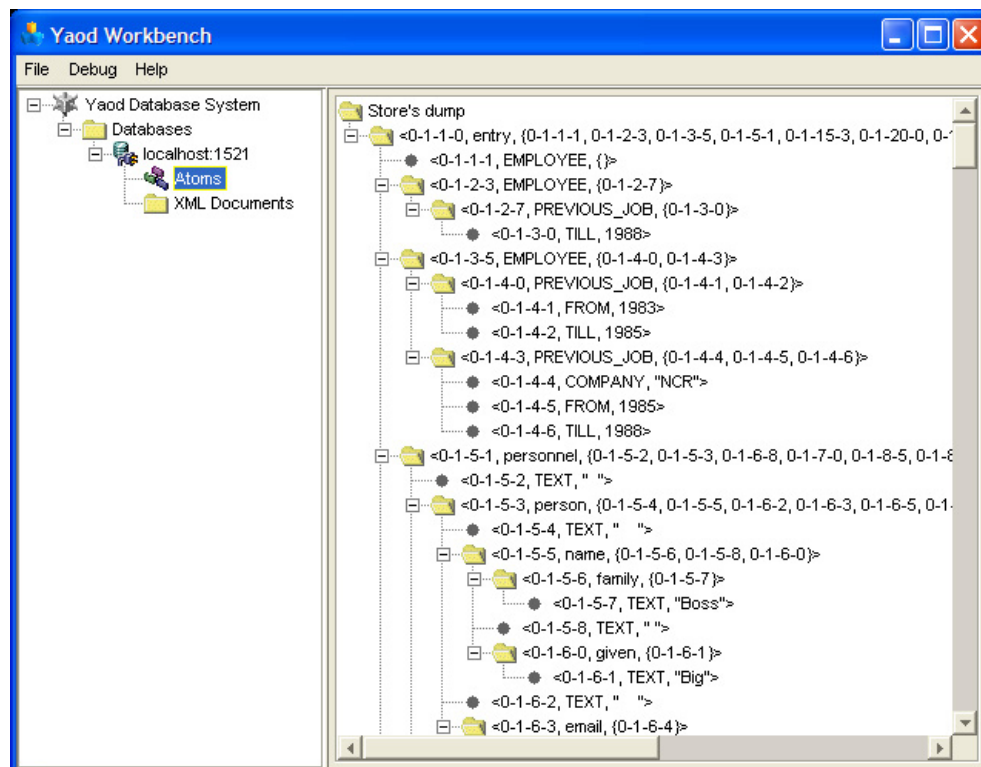 Yaod Workbench
File Debug Help
Yaod Database System
Databases
localhost:1521
Atoms
XML Documents
Store's dump
<0-1-1-0, entry, {0-1-1-1, 0-1-2-3, 0-1-3-5, 0-1-5-1, 0-1-15-3, 0-1-20-0, 0-
<0-1-1-1, EMPLOYEE, {}>
<0-1-2-3, EMPLOYEE, {0-1-2-7}>
<0-1-2-7, PREVIOUS_JOB, {0-1-3-0}>
<0-1-3-0, TILL, 1988>
<0-1-3-5, EMPLOYEE, {0-1-4-0, 0-1-4-3}>
<0-1-4-0, PREVIOUS_JOB, {0-1-4-1, 0-1-4-2}>
<0-1-4-1, FROM, 1983>
<0-1-4-2, TILL, 1985>
<0-1-4-3, PREVIOUS_JOB, {0-1-4-4, 0-1-4-5, 0-1-4-6}>
<0-1-4-4, COMPANY, "NCR">
<0-1-4-5, FROM, 1985>
<0-1-4-6, TILL, 1988>
<0-1-5-1, personnel, {0-1-5-2, 0-1-5-3, 0-1-6-8, 0-1-7-0, 0-1-8-5, 0-1-8
<0-1-5-2, TEXT, "  ">
<0-1-5-3, person, {0-1-5-4, 0-1-5-5, 0-1-6-2, 0-1-6-3, 0-1-6-5, 0-1-
<0-1-5-4, TEXT, "    ">
<0-1-5-5, name, {0-1-5-6, 0-1-5-8, 0-1-6-0}>
<0-1-5-6, family, {0-1-5-7}>
<0-1-5-7, TEXT, "Boss">
<0-1-5-8, TEXT, " ">
<0-1-6-0, given, {0-1-6-1}>
<0-1-6-1, TEXT, "Big">
<0-1-6-2, TEXT, "    ">
<0-1-6-3, email, {0-1-6-4}>